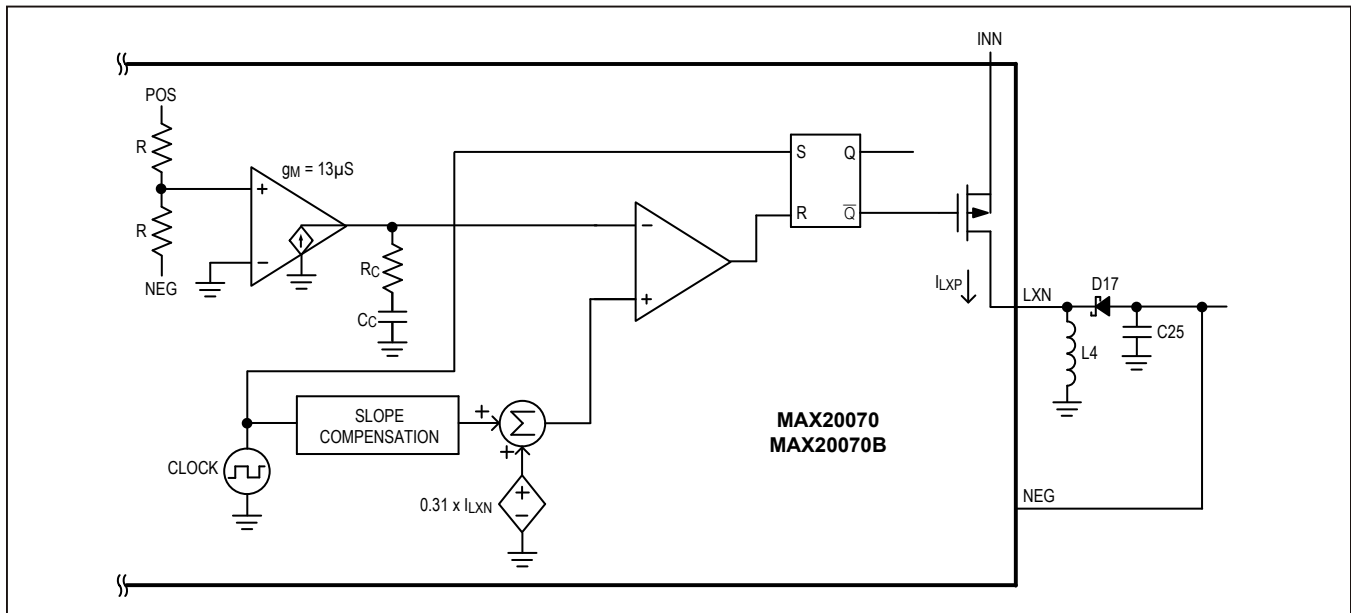 INN
POS
R
gM = 13µS
+
S
Q
R
−
−
R
Q̅
+
RC
NEG
ILXP
LXN
D17
CC
C25
L4
SLOPE
COMPENSATION
+
Σ
MAX20070
MAX20070B
+
CLOCK
0.31 x ILXN
+
−
NEG